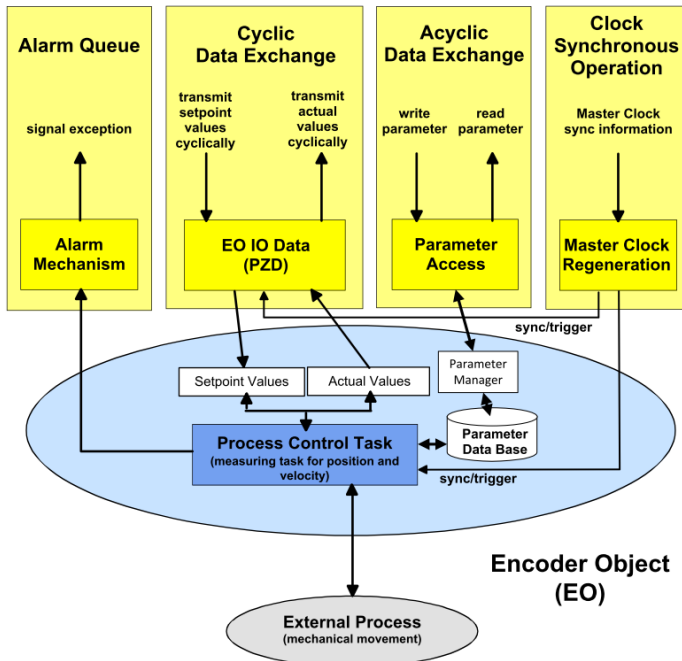 Alarm Queue
signal exception
Alarm
Mechanism
Cyclic
Data Exchange
transmit
setpoint
values
cyclically
transmit
actual
values
cyclically
EO IO Data
(PZD)
Acyclic
Data Exchange
write
parameter
read
parameter
Parameter
Access
Clock
Synchronous
Operation
Master Clock
sync information
Master Clock
Regeneration
sync/trigger
Setpoint Values
Actual Values
Parameter
Manager
Process Control Task
(measuring task for position and
velocity)
Parameter
Data Base
sync/trigger
Encoder Object
(EO)
External Process
(mechanical movement)